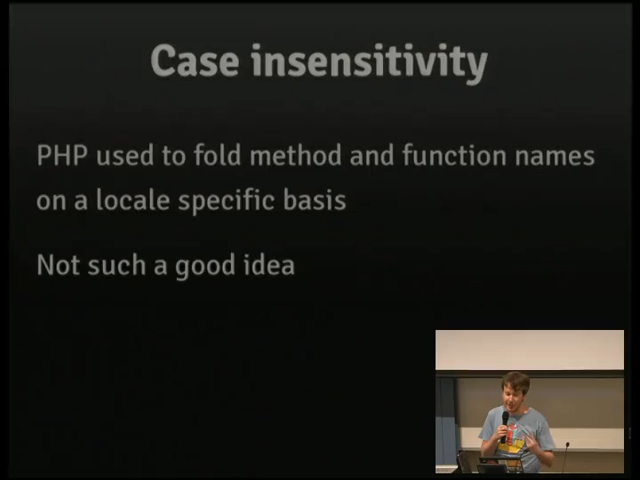 Case insensitivity
PHP used to fold method and function names
on a locale specific basis
Not such a good idea